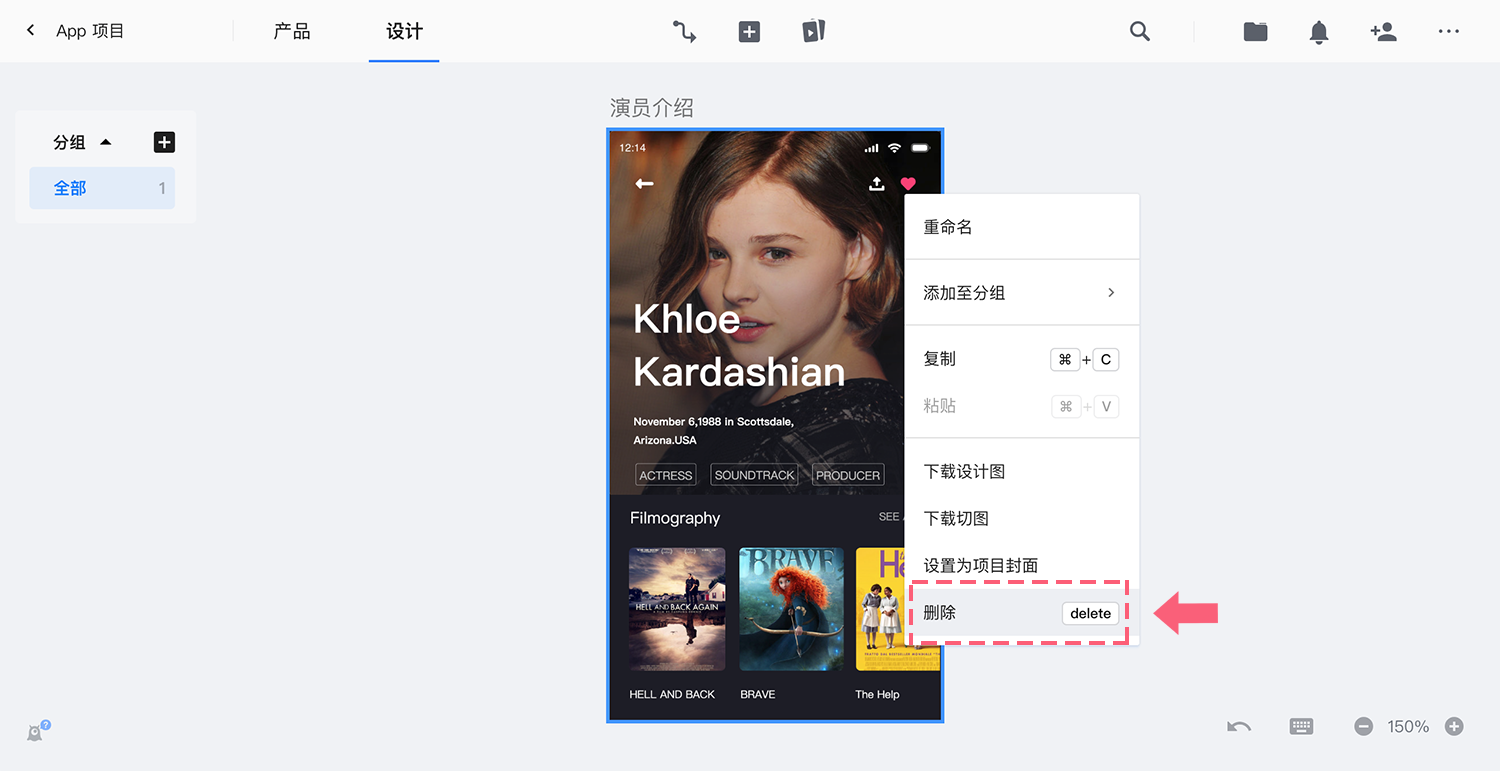 App 项目
产品
设计
分组
全部 1
演员介绍
12:14
Khloe
Kardashian
November 6,1988 in Scottsdale,
Arizona.USA
ACTRESS SOUNDTRACK PRODUCER
Filmography SEE
HELL AND BACK AGAIN
BRAVE
He
HELL AND BACK
BRAVE
The Help
重命名
添加至分组
复制 ⌘ + C
粘贴 ⌘ + V
下载设计图
下载切图
设置为项目封面
删除 delete
?
150%